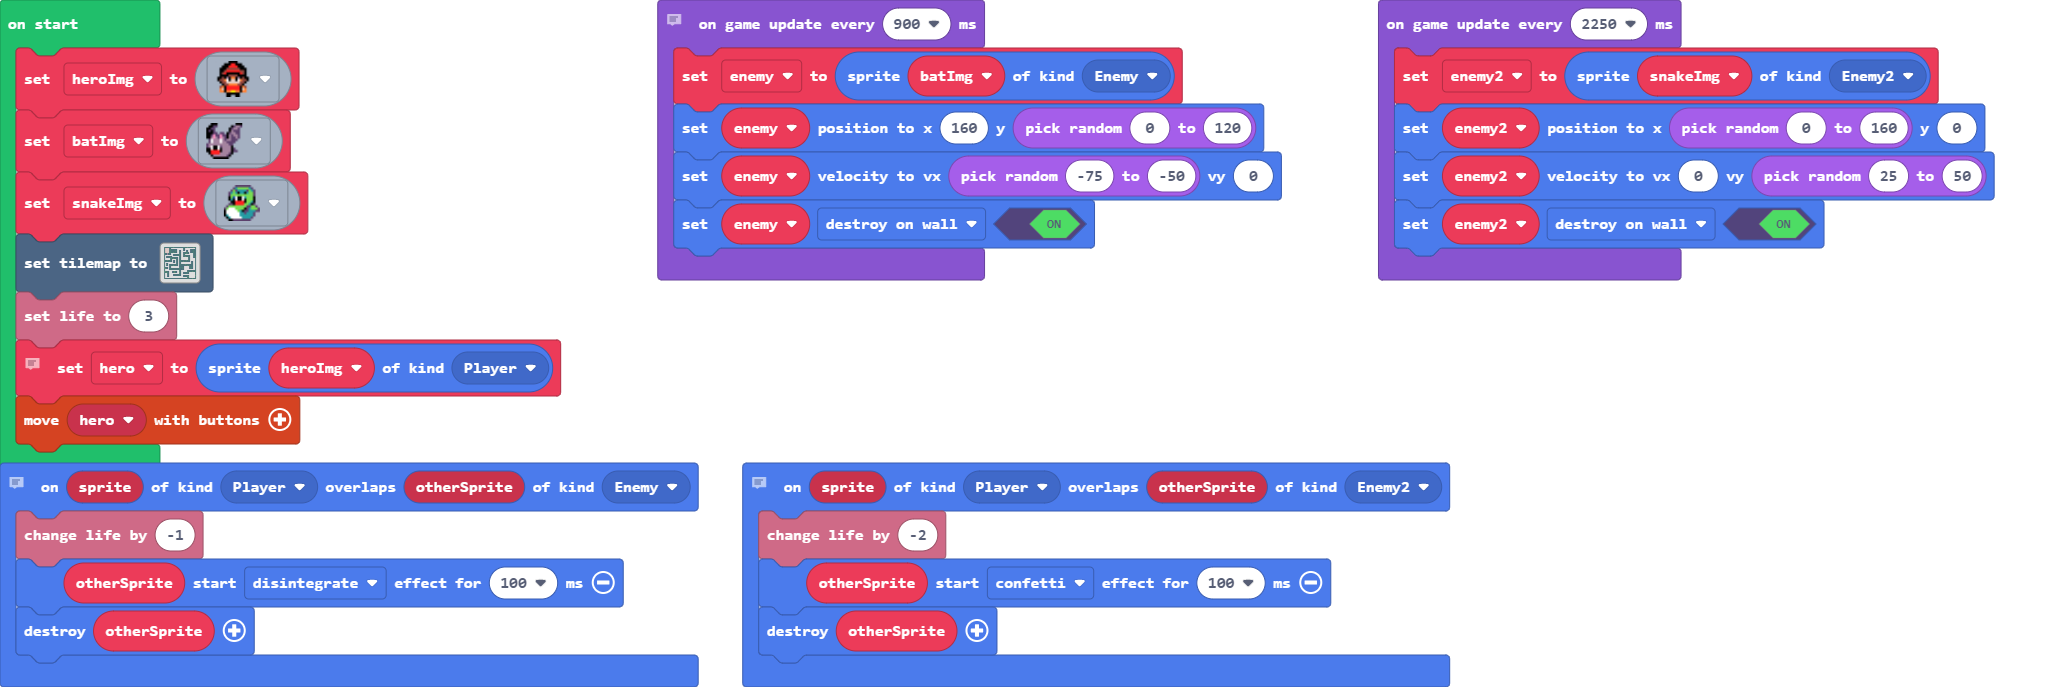 on start
set heroImg to
set batImg to
set snakeImg to
set tilemap to
set life to 3
set hero to sprite heroImg of kind Player
move hero with buttons
on game update every 900 ms
set enemy to sprite batImg of kind Enemy
set enemy position to x 160 y pick random 0 to 120
set enemy velocity to vx pick random -75 to -50 vy 0
set enemy destroy on wall ON
on game update every 2250 ms
set enemy2 to sprite snakeImg of kind Enemy2
set enemy2 position to x pick random 0 to 160 y 0
set enemy2 velocity to vx 0 vy pick random 25 to 50
set enemy2 destroy on wall ON
on sprite of kind Player overlaps otherSprite of kind Enemy
change life by -1
otherSprite start disintegrate effect for 100 ms
destroy otherSprite
on sprite of kind Player overlaps otherSprite of kind Enemy2
change life by -2
otherSprite start confetti effect for 100 ms
destroy otherSprite